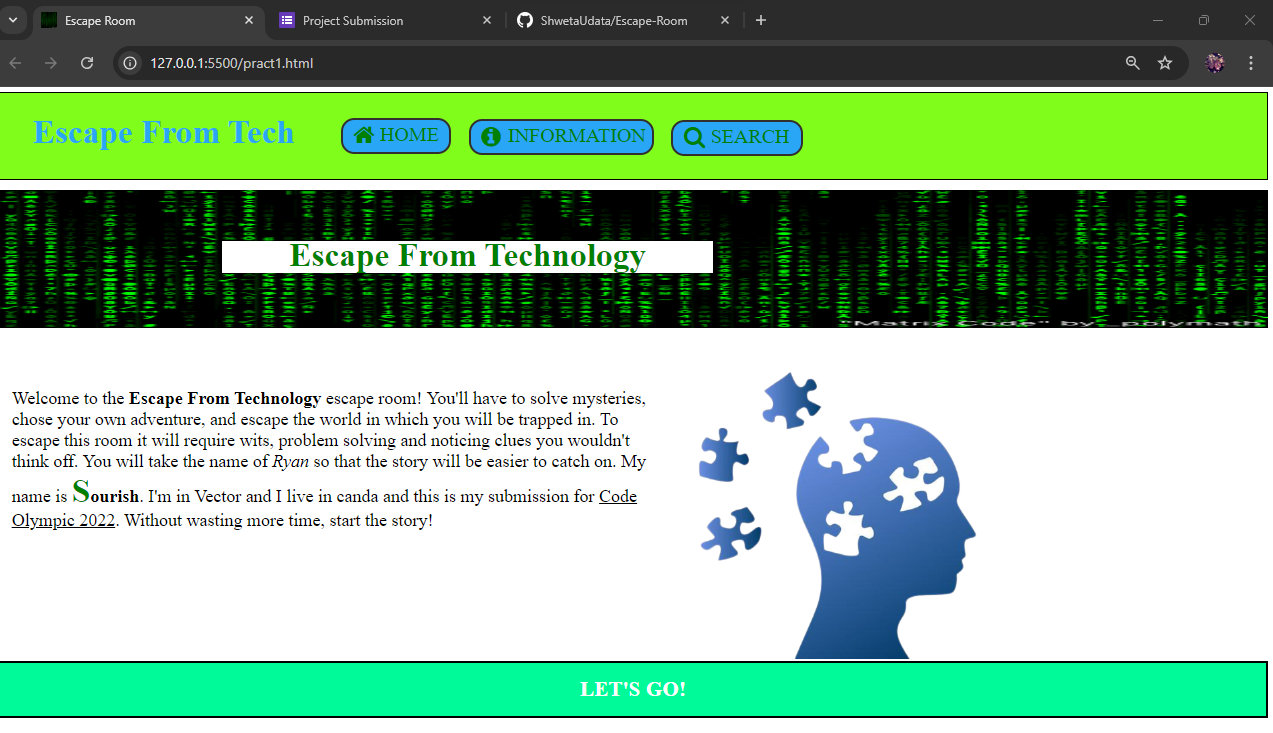 Escape Room
Project Submission
ShwetaUdata/Escape-Room
127.0.0.1:5500/pract1.html
Escape From Tech
HOME
INFORMATION
SEARCH
Escape From Technology
"Matrix Code" by _polymath_
Welcome to the Escape From Technology escape room! You'll have to solve mysteries,
chose your own adventure, and escape the world in which you will be trapped in. To
escape this room it will require wits, problem solving and noticing clues you wouldn't
think off. You will take the name of Ryan so that the story will be easier to catch on. My
name is Sourish. I'm in Vector and I live in canda and this is my submission for Code
Olympic 2022. Without wasting more time, start the story!
LET'S GO!